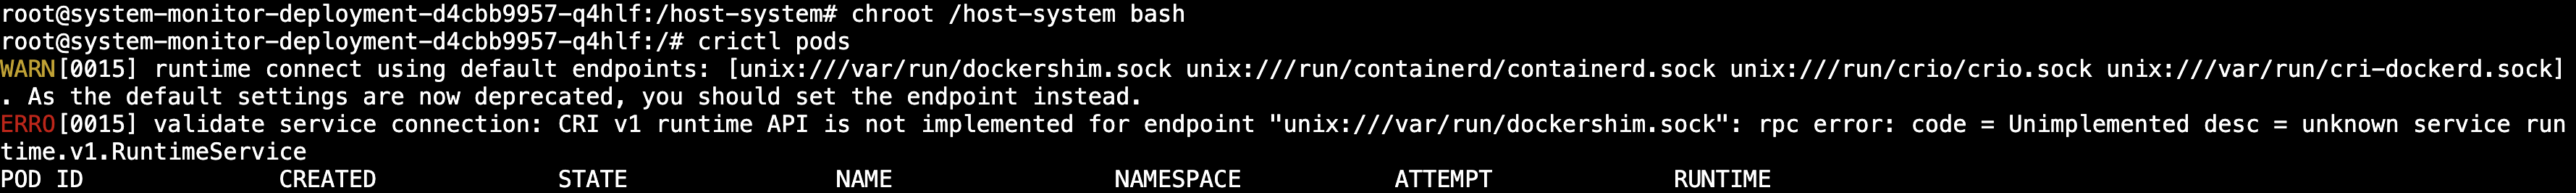 root@system-monitor-deployment-d4cbb9957-q4hlf:/host-system# chroot /host-system bash
root@system-monitor-deployment-d4cbb9957-q4hlf:/# crictl pods
WARN[0015] runtime connect using default endpoints: [unix:///var/run/dockershim.sock unix:///run/containerd/containerd.sock unix:///run/crio/crio.sock unix:///var/run/cri-dockerd.sock]
. As the default settings are now deprecated, you should set the endpoint instead.
ERRO[0015] validate service connection: CRI v1 runtime API is not implemented for endpoint "unix:///var/run/dockershim.sock": rpc error: code = Unimplemented desc = unknown service run
time.v1.RuntimeService
POD ID              CREATED             STATE               NAME                NAMESPACE           ATTEMPT             RUNTIME